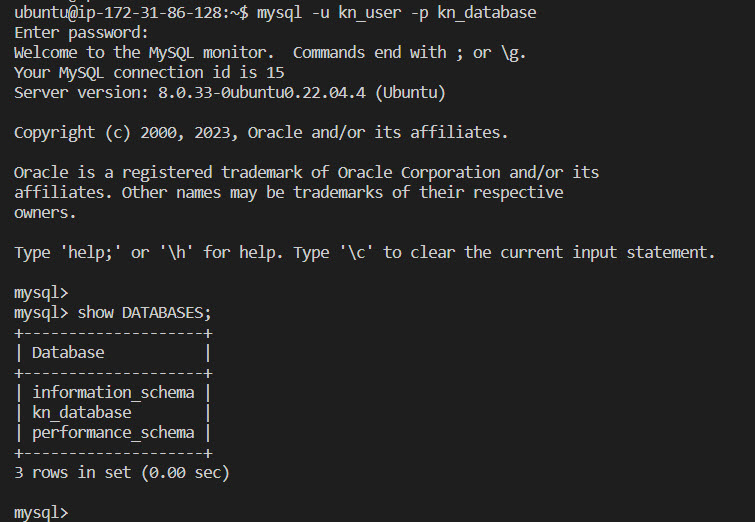 ubuntu@ip-172-31-86-128:~$ mysql -u kn_user -p kn_database
Enter password:
Welcome to the MySQL monitor.  Commands end with ; or \g.
Your MySQL connection id is 15
Server version: 8.0.33-0ubuntu0.22.04.4 (Ubuntu)

Copyright (c) 2000, 2023, Oracle and/or its affiliates.

Oracle is a registered trademark of Oracle Corporation and/or its
affiliates. Other names may be trademarks of their respective
owners.

Type 'help;' or '\h' for help. Type '\c' to clear the current input statement.

mysql>
mysql> show DATABASES;
+--------------------+
| Database           |
+--------------------+
| information_schema |
| kn_database        |
| performance_schema |
+--------------------+
3 rows in set (0.00 sec)

mysql>